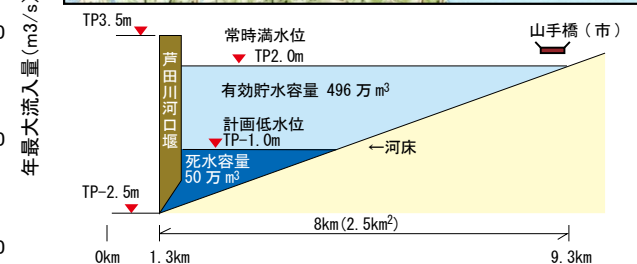 年最大流入量(m3/s)
0
0
0
TP3.5m
常時満水位
TP2.0m
山手橋(市)
芦田川河口堰
有効貯水容量 496 万 m³
計画低水位
TP-1.0m
←河床
死水容量
50 万 m³
TP-2.5m
8km(2.5km²)
0km 1.3km 9.3km